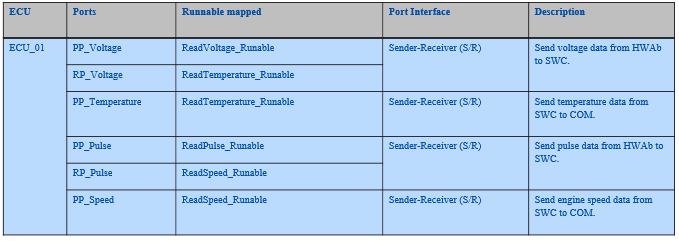 ECU Ports Runnable mapped Port Interface Description
ECU_01 PP_Voltage ReadVoltage_Runable Sender-Receiver (S/R) Send voltage data from HWAb
to SWC.
RP_Voltage ReadTemperature_Runable
PP_Temperature ReadTemperature_Runable Sender-Receiver (S/R) Send temperature data from
SWC to COM.
PP_Pulse ReadPulse_Runable Sender-Receiver (S/R) Send pulse data from HWAb to
SWC.
RP_Pulse ReadSpeed_Runable
PP_Speed ReadSpeed_Runable Sender-Receiver (S/R) Send engine speed data from
SWC to COM.